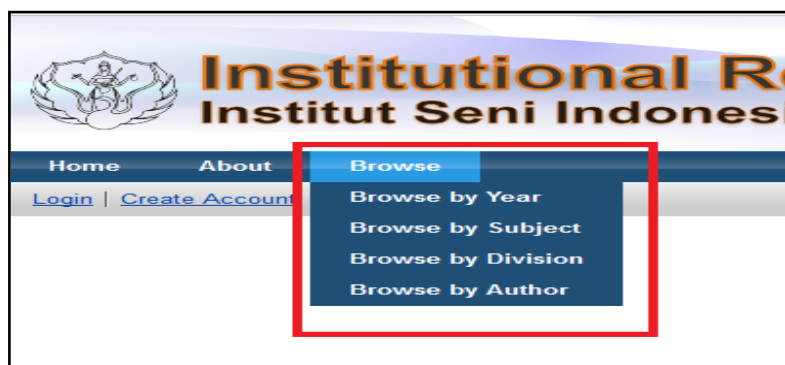 Institutional
Institut Seni
Home About Browse
Login | Create Account
Browse by Year
Browse by Subject
Browse by Division
Browse by Author